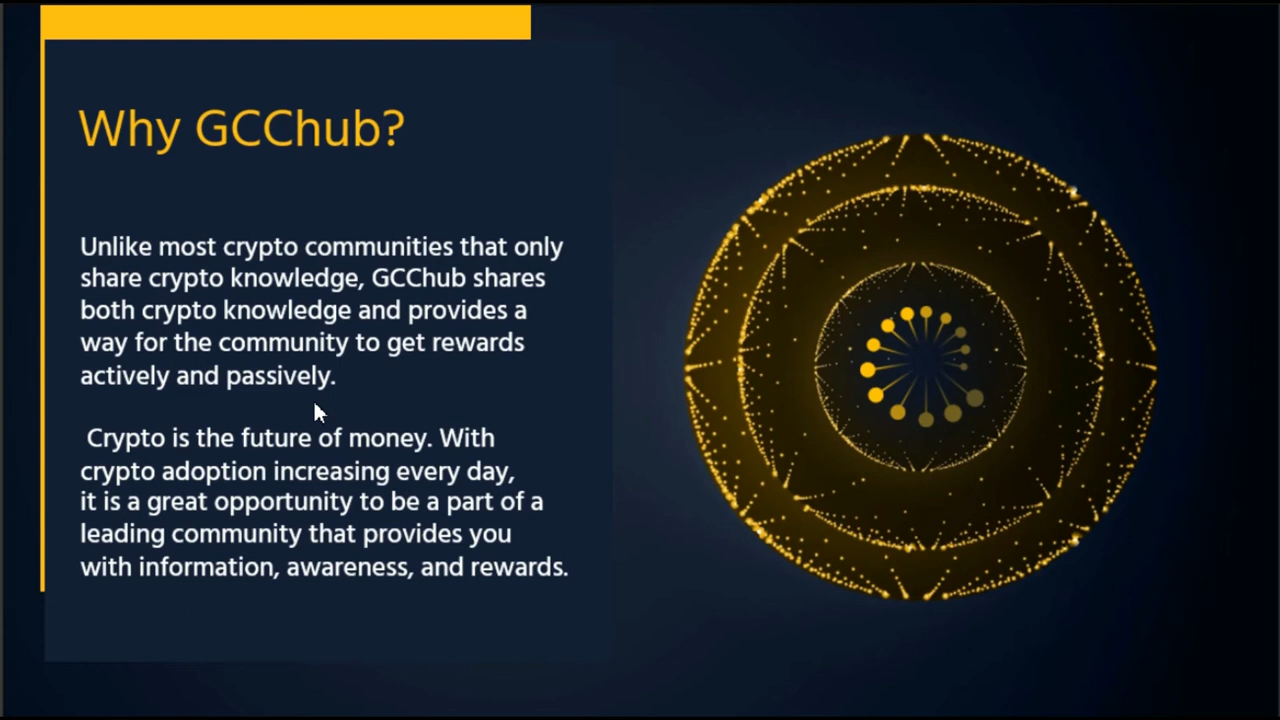 Why GCChub?
Unlike most crypto communities that only
share crypto knowledge, GCChub shares
both crypto knowledge and provides a
way for the community to get rewards
actively and passively.
Crypto is the future of money. With
crypto adoption increasing every day,
it is a great opportunity to be a part of a
leading community that provides you
with information, awareness, and rewards.